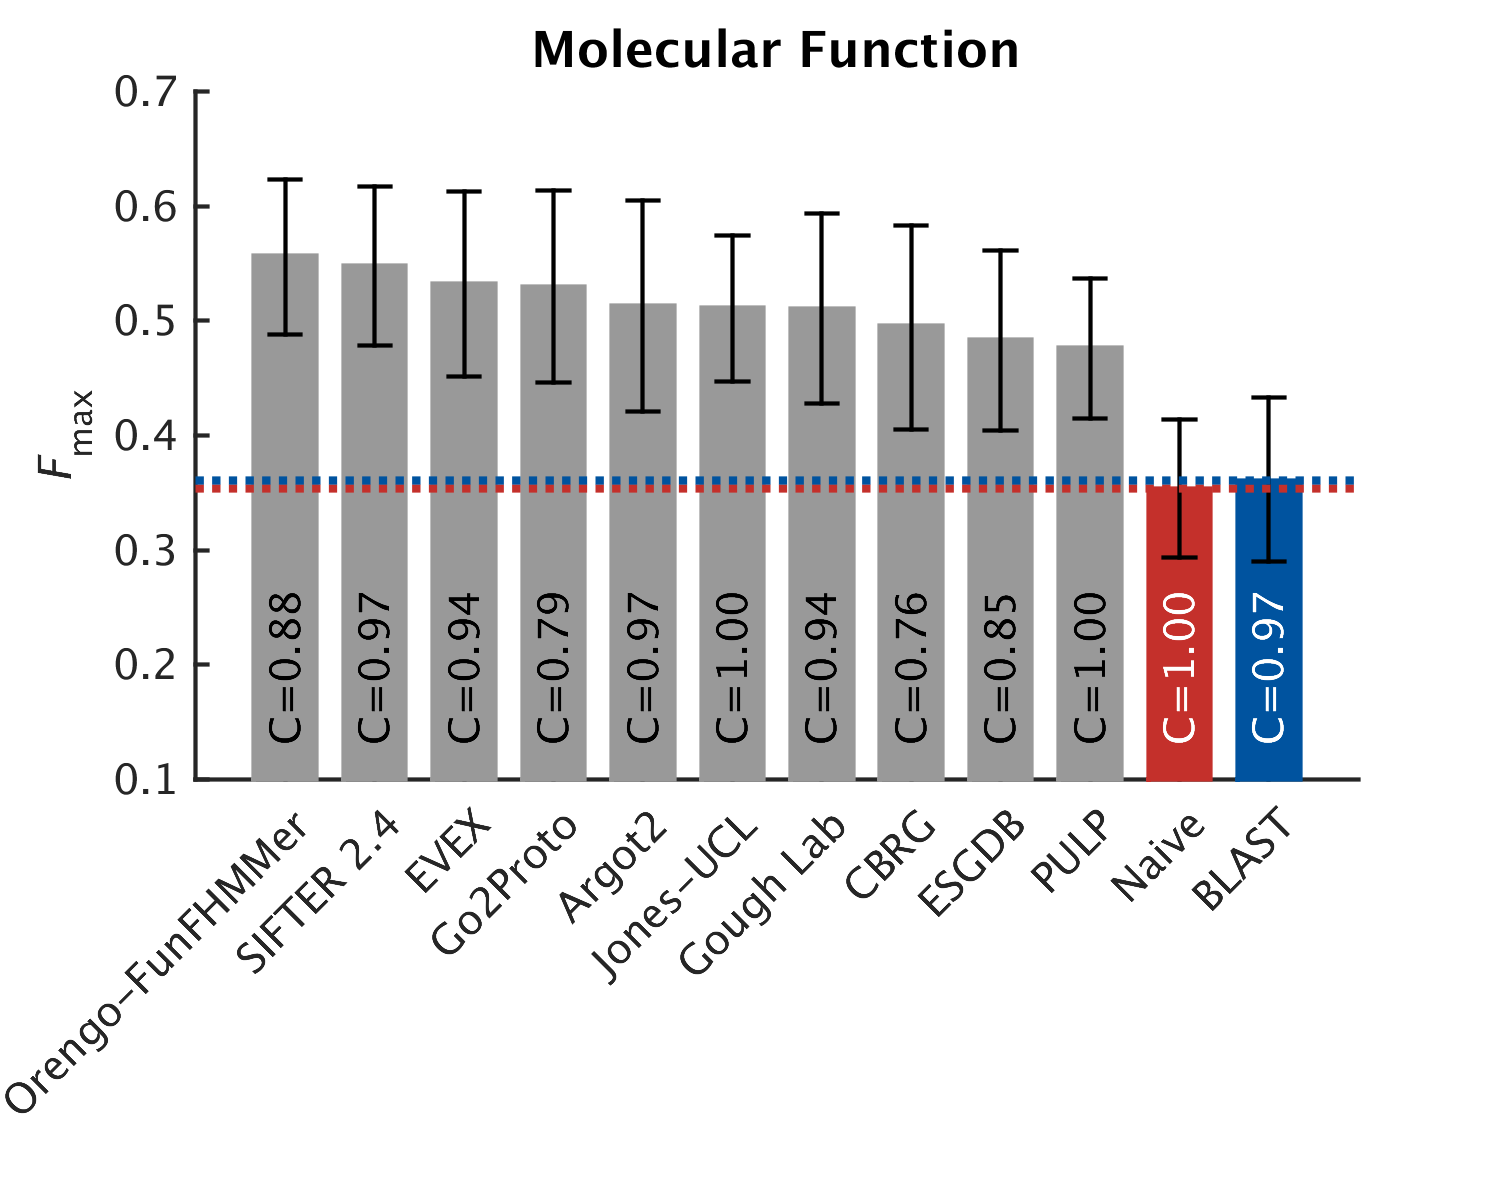 Molecular Function
0.7
0.6
0.5
0.4
0.3
0.2
0.1
Fmax
C=0.88
C=0.97
C=0.94
C=0.79
C=0.97
C=1.00
C=0.94
C=0.76
C=0.85
C=1.00
C=1.00
C=0.97
Orengo-FunFHMMer
SIFTER 2.4
EVEX
Go2Proto
Argot2
Jones-UCL
Gough Lab
CBRG
ESGDB
PULP
Naive
BLAST